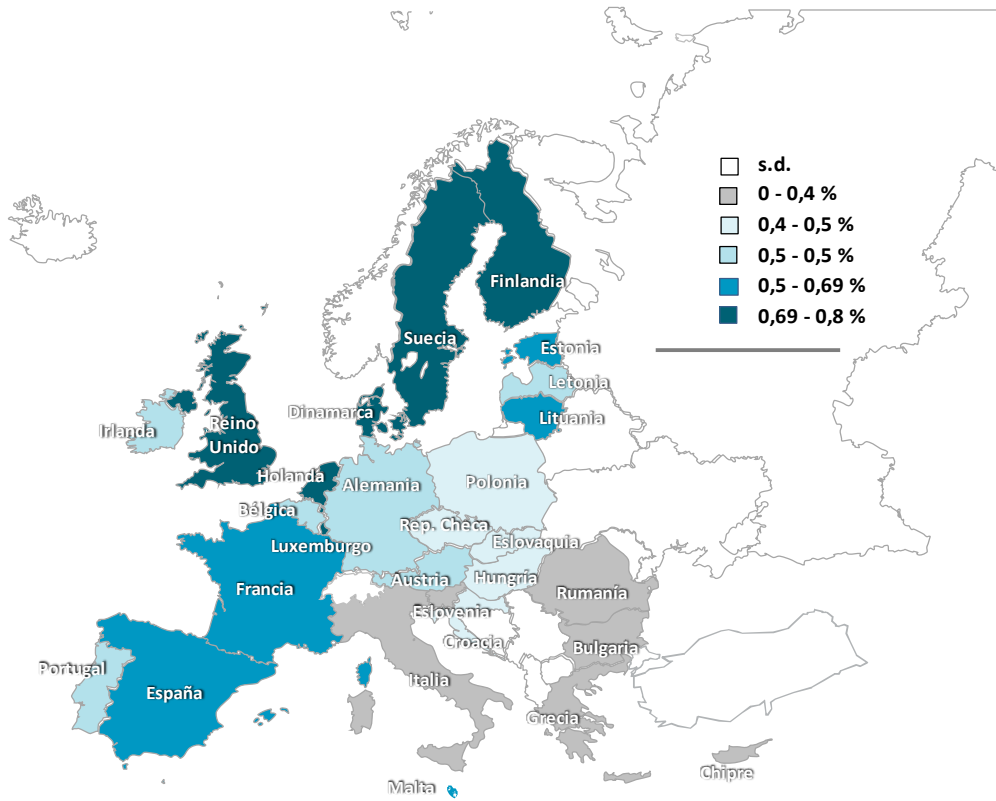 s.d.
0 - 0,4 %
0,4 - 0,5 %
0,5 - 0,5 %
0,5 - 0,69 %
0,69 - 0,8 %
Finlandia
Suecia
Estonia
Letonia
Dinamarca
Lituania
Reino
Unido
Irlanda
Holanda
Alemania
Polonia
Bélgica
Rep. Checa
Eslovaquia
Luxemburgo
Austria
Hungría
Francia
Rumanía
Eslovenia
Croacia
Bulgaria
Portugal
España
Italia
Grecia
Chipre
Malta